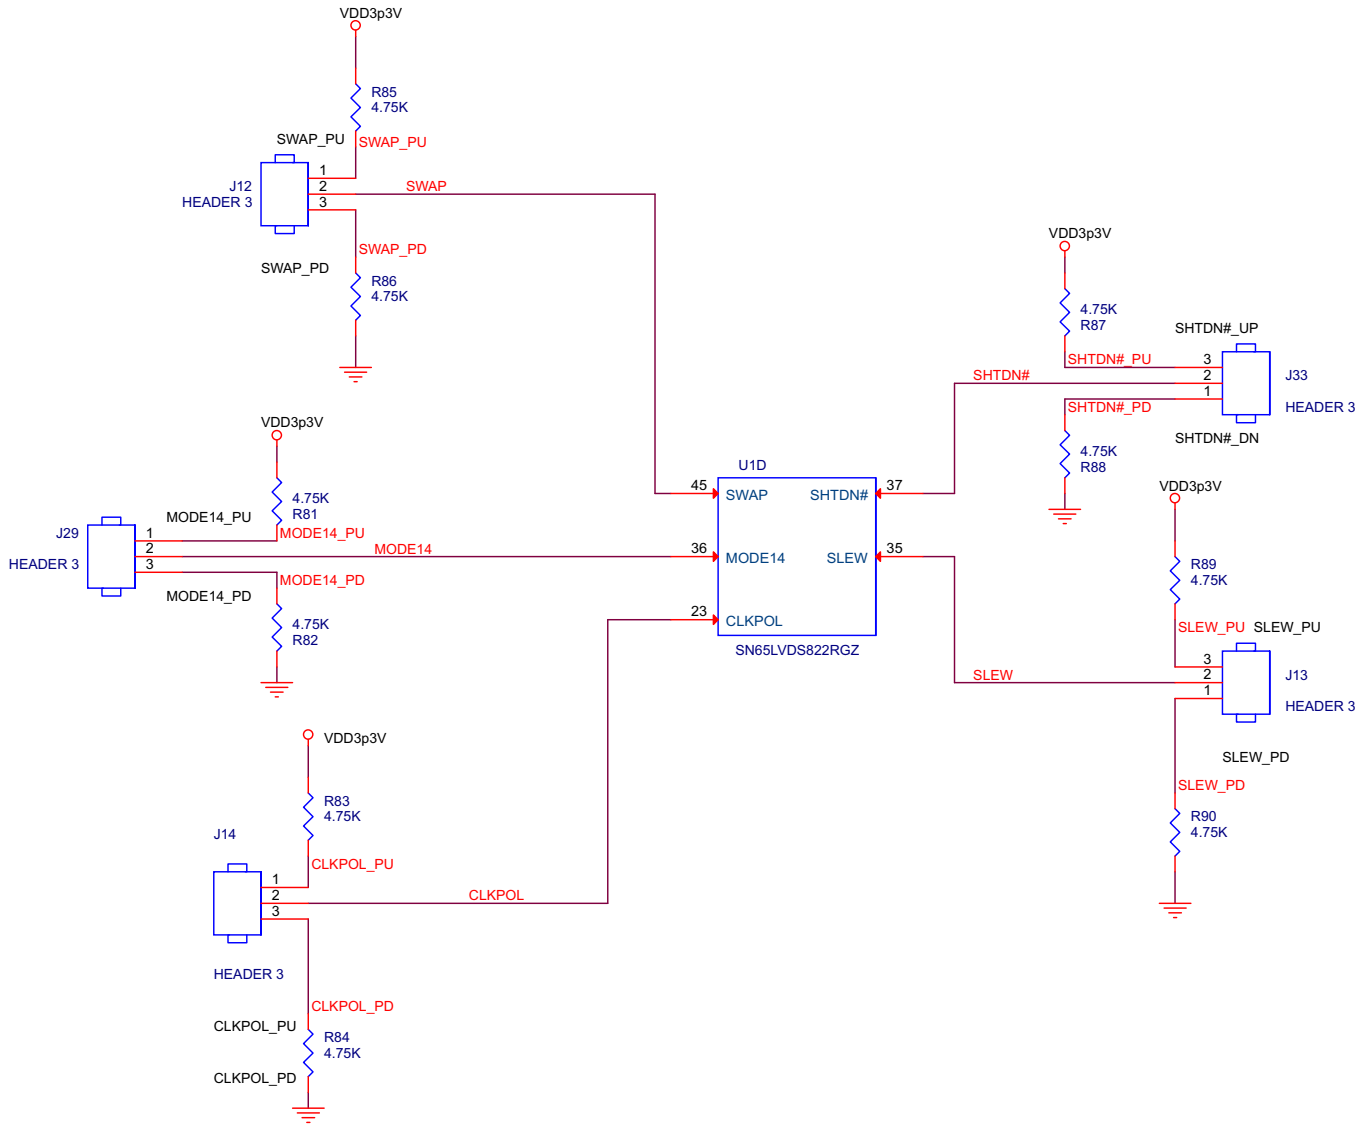 VDD3p3V
R85
4.75K
SWAP_PU
SWAP_PU
1
2
3
SWAP
J12
HEADER 3
SWAP_PD
SWAP_PD
R86
4.75K
VDD3p3V
4.75K
R87
SHTDN#_UP
SHTDN#_PU
3
2
1
SHTDN#
J33
HEADER 3
SHTDN#_PD
SHTDN#_DN
4.75K
R88
VDD3p3V
4.75K
R81
MODE14_PU
MODE14_PU
J29
HEADER 3
1
2
3
MODE14
MODE14_PD
MODE14_PD
4.75K
R82
U1D
45
SWAP
SHTDN#
37
36
MODE14
SLEW
35
23
CLKPOL
SN65LVDS822RGZ
VDD3p3V
R89
4.75K
SLEW_PU
SLEW_PU
3
2
1
SLEW
J13
HEADER 3
SLEW_PD
SLEW_PD
R90
4.75K
VDD3p3V
R83
4.75K
J14
CLKPOL_PU
1
2
3
CLKPOL
HEADER 3
CLKPOL_PD
CLKPOL_PU
R84
4.75K
CLKPOL_PD